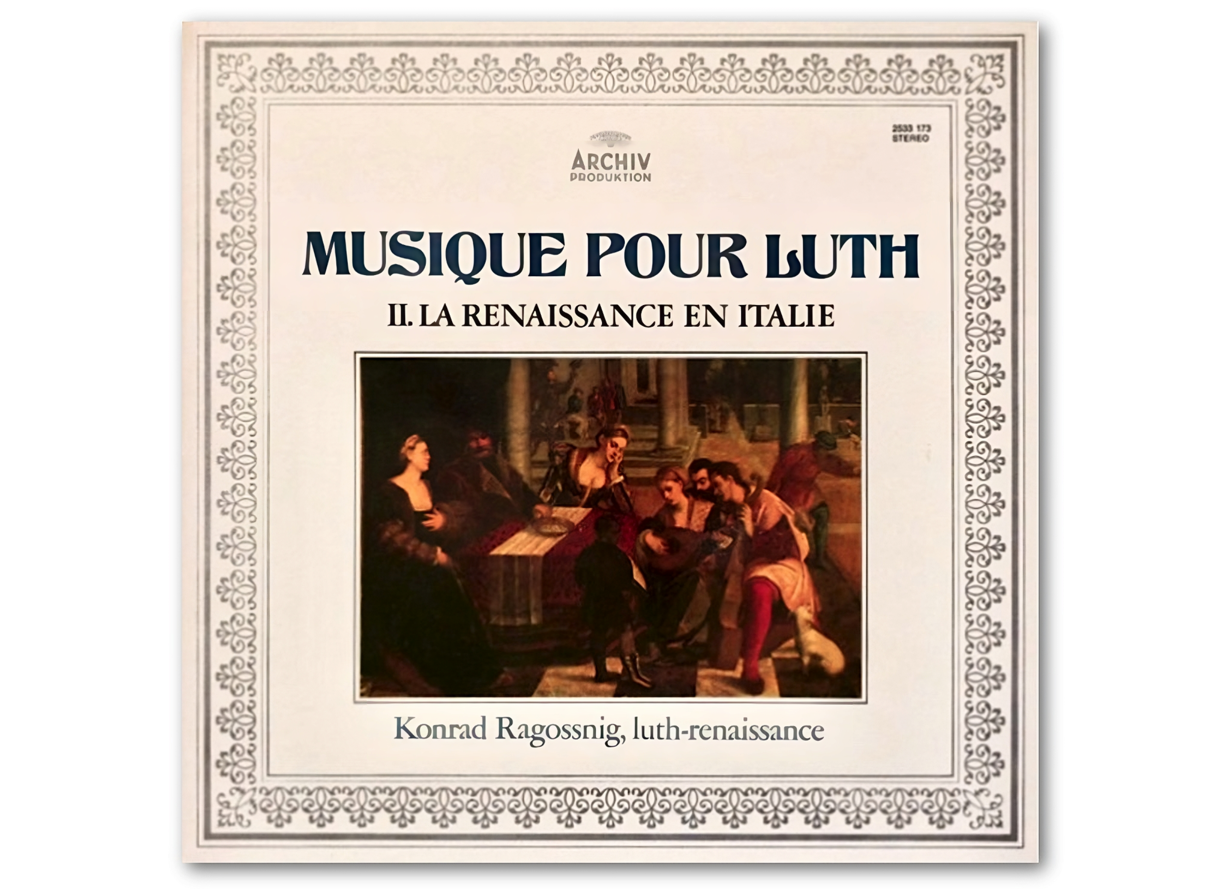 2533 173
STEREO
ARCHIV
PRODUKTION
MUSIQUE POUR LUTH
II. LA RENAISSANCE EN ITALIE
Konrad Ragossnig, luth-renaissance